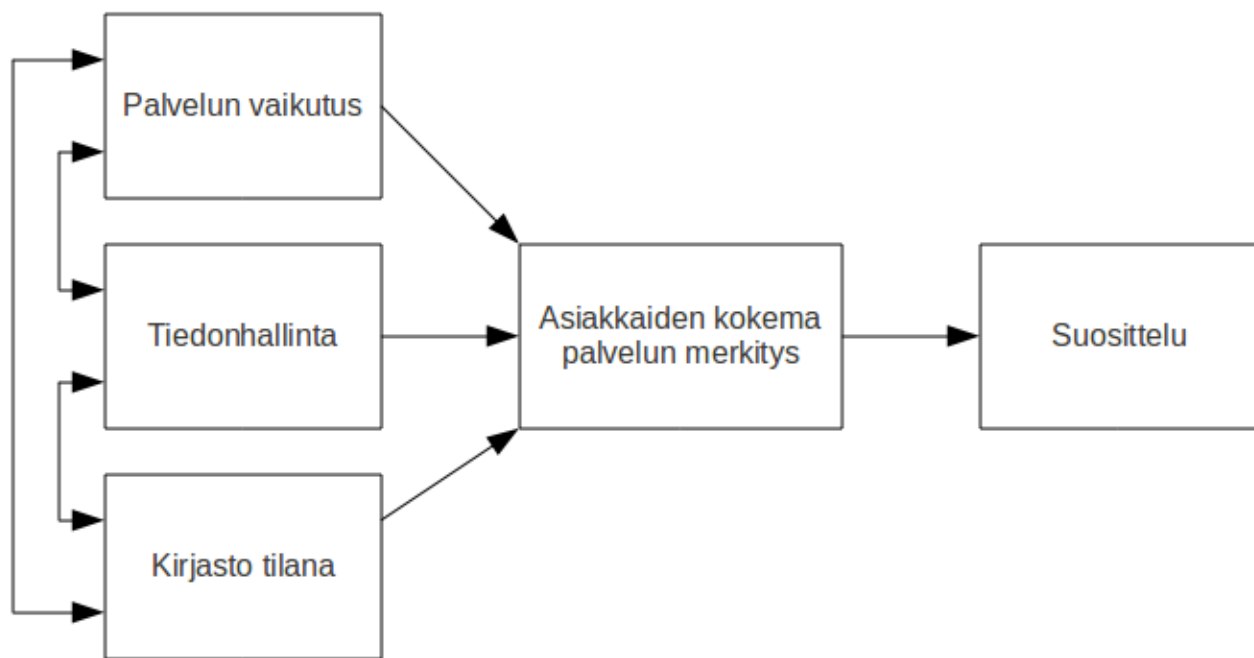 Palvelun vaikutus
Tiedonhallinta
Kirjasto tilana
Asiakkaiden kokema
palvelun merkitys
Suosittelu